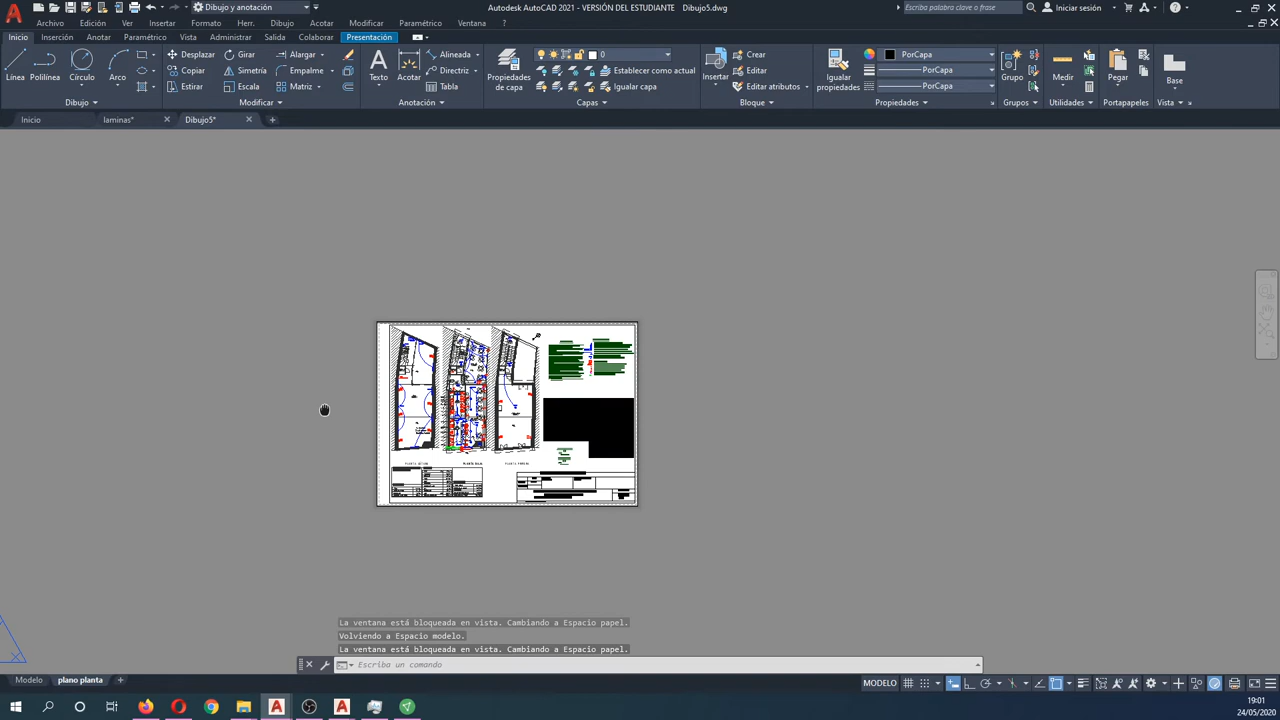 Dibujo y anotación
Autodesk AutoCAD 2021 - VERSIÓN DEL ESTUDIANTE Dibujo5.dwg
Escriba palabra clave o frase
Iniciar sesión
Archivo Edición Ver Insertar Formato Herr. Dibujo Acotar Modificar Paramétrico Ventana ?
Inicio Inserción Anotar Paramétrico Vista Administrar Salida Colaborar Presentación
Línea Polilínea Círculo Arco
Desplazar Girar Alargar
Copiar Simetría Empalme
Estirar Escala Matriz
Texto Acotar
Alineada
Directriz
Tabla
Propiedades de capa
0
Establecer como actual
Igualar capa
Insertar
Crear
Editar
Editar atributos
Igualar propiedades
PorCapa
PorCapa
PorCapa
Grupo
Medir
Pegar
Base
Dibujo Modificar Anotación Capas Bloque Propiedades Grupos Utilidades Portapapeles Vista
Inicio laminas* Dibujo5*
La ventana está bloqueada en vista. Cambiando a Espacio papel.
Volviendo a Espacio modelo.
La ventana está bloqueada en vista. Cambiando a Espacio papel.
Escriba un comando
Modelo plano planta
MODELO
19:01
24/05/2020